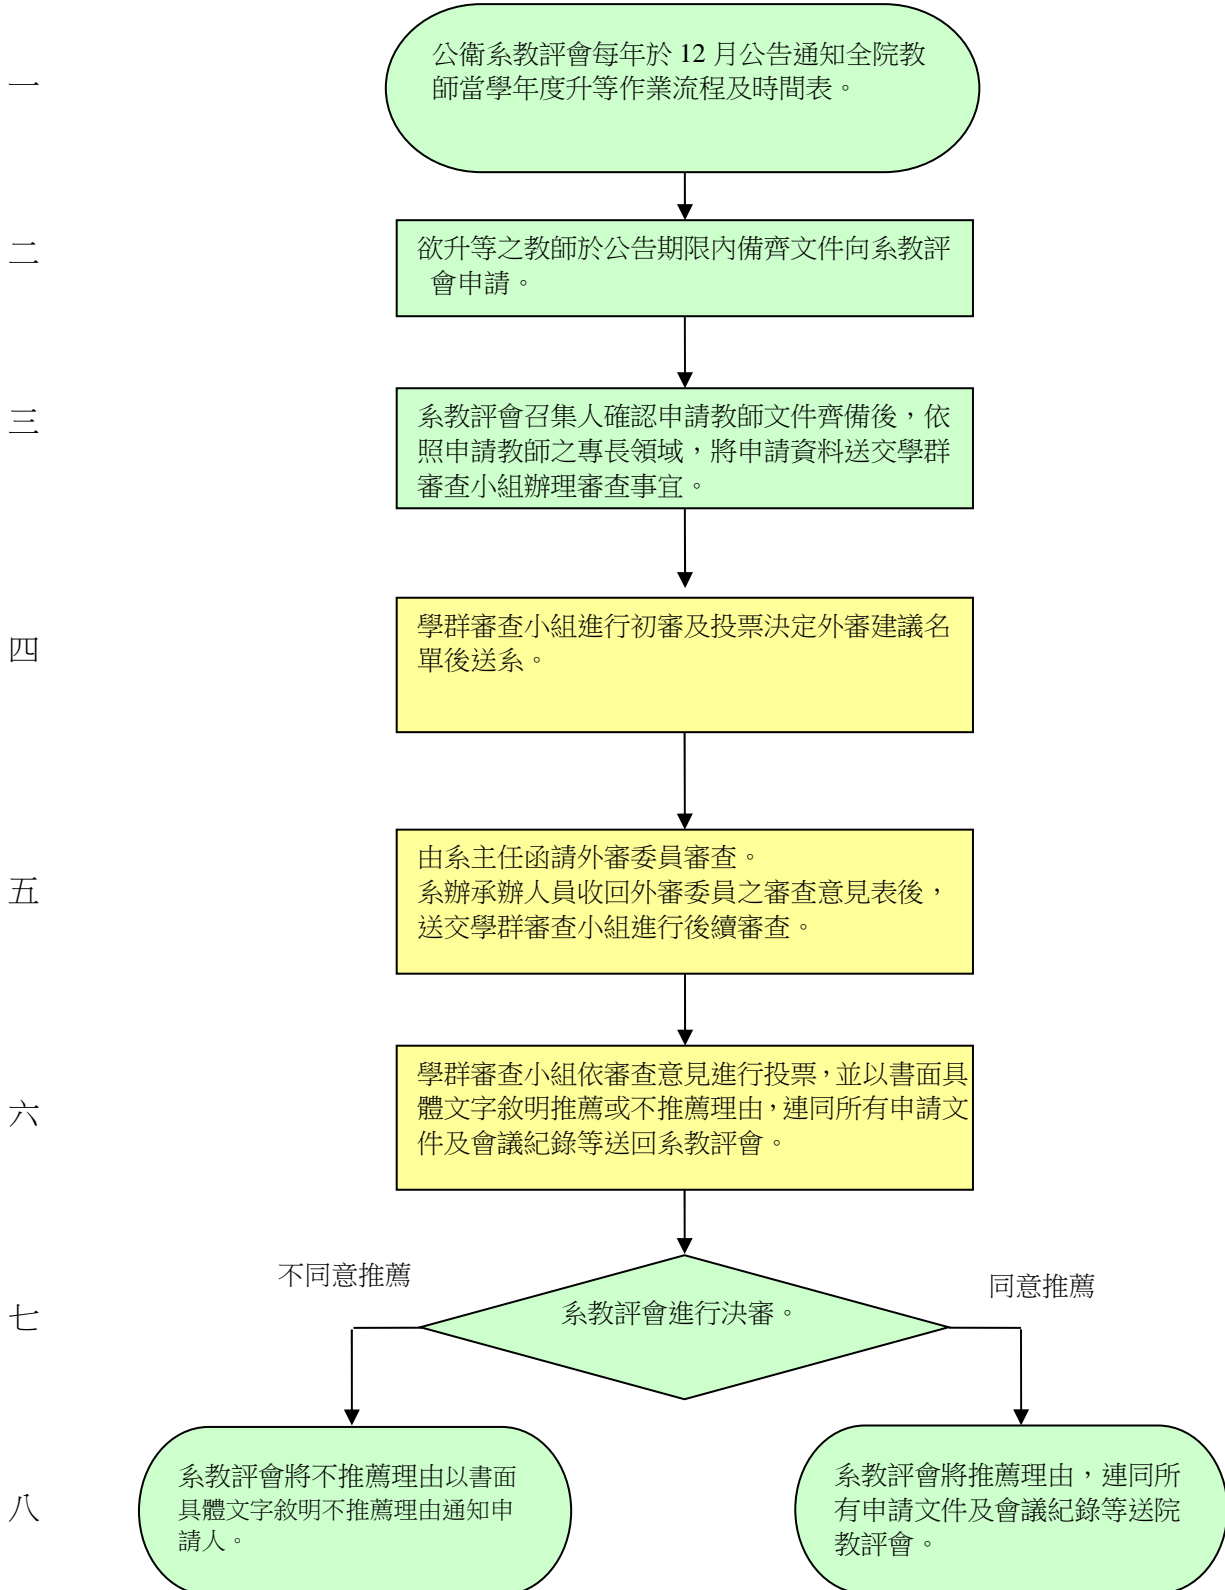 一
公衛系教評會每年於 12 月公告通知全院教
師當學年度升等作業流程及時間表。
二
欲升等之教師於公告期限內備齊文件向系教評
會申請。
三
系教評會召集人確認申請教師文件齊備後，依
照申請教師之專長領域，將申請資料送交學群
審查小組辦理審查事宜。
四
學群審查小組進行初審及投票決定外審建議名
單後送系。
五
由系主任函請外審委員審查。
系辦承辦人員收回外審委員之審查意見表後，
送交學群審查小組進行後續審查。
六
學群審查小組依審查意見進行投票，並以書面具
體文字敘明推薦或不推薦理由，連同所有申請文
件及會議紀錄等送回系教評會。
不同意推薦
同意推薦
七
系教評會進行決審。
八
系教評會將不推薦理由以書面
具體文字敘明不推薦理由通知申
請人。
系教評會將推薦理由，連同所
有申請文件及會議紀錄等送院
教評會。